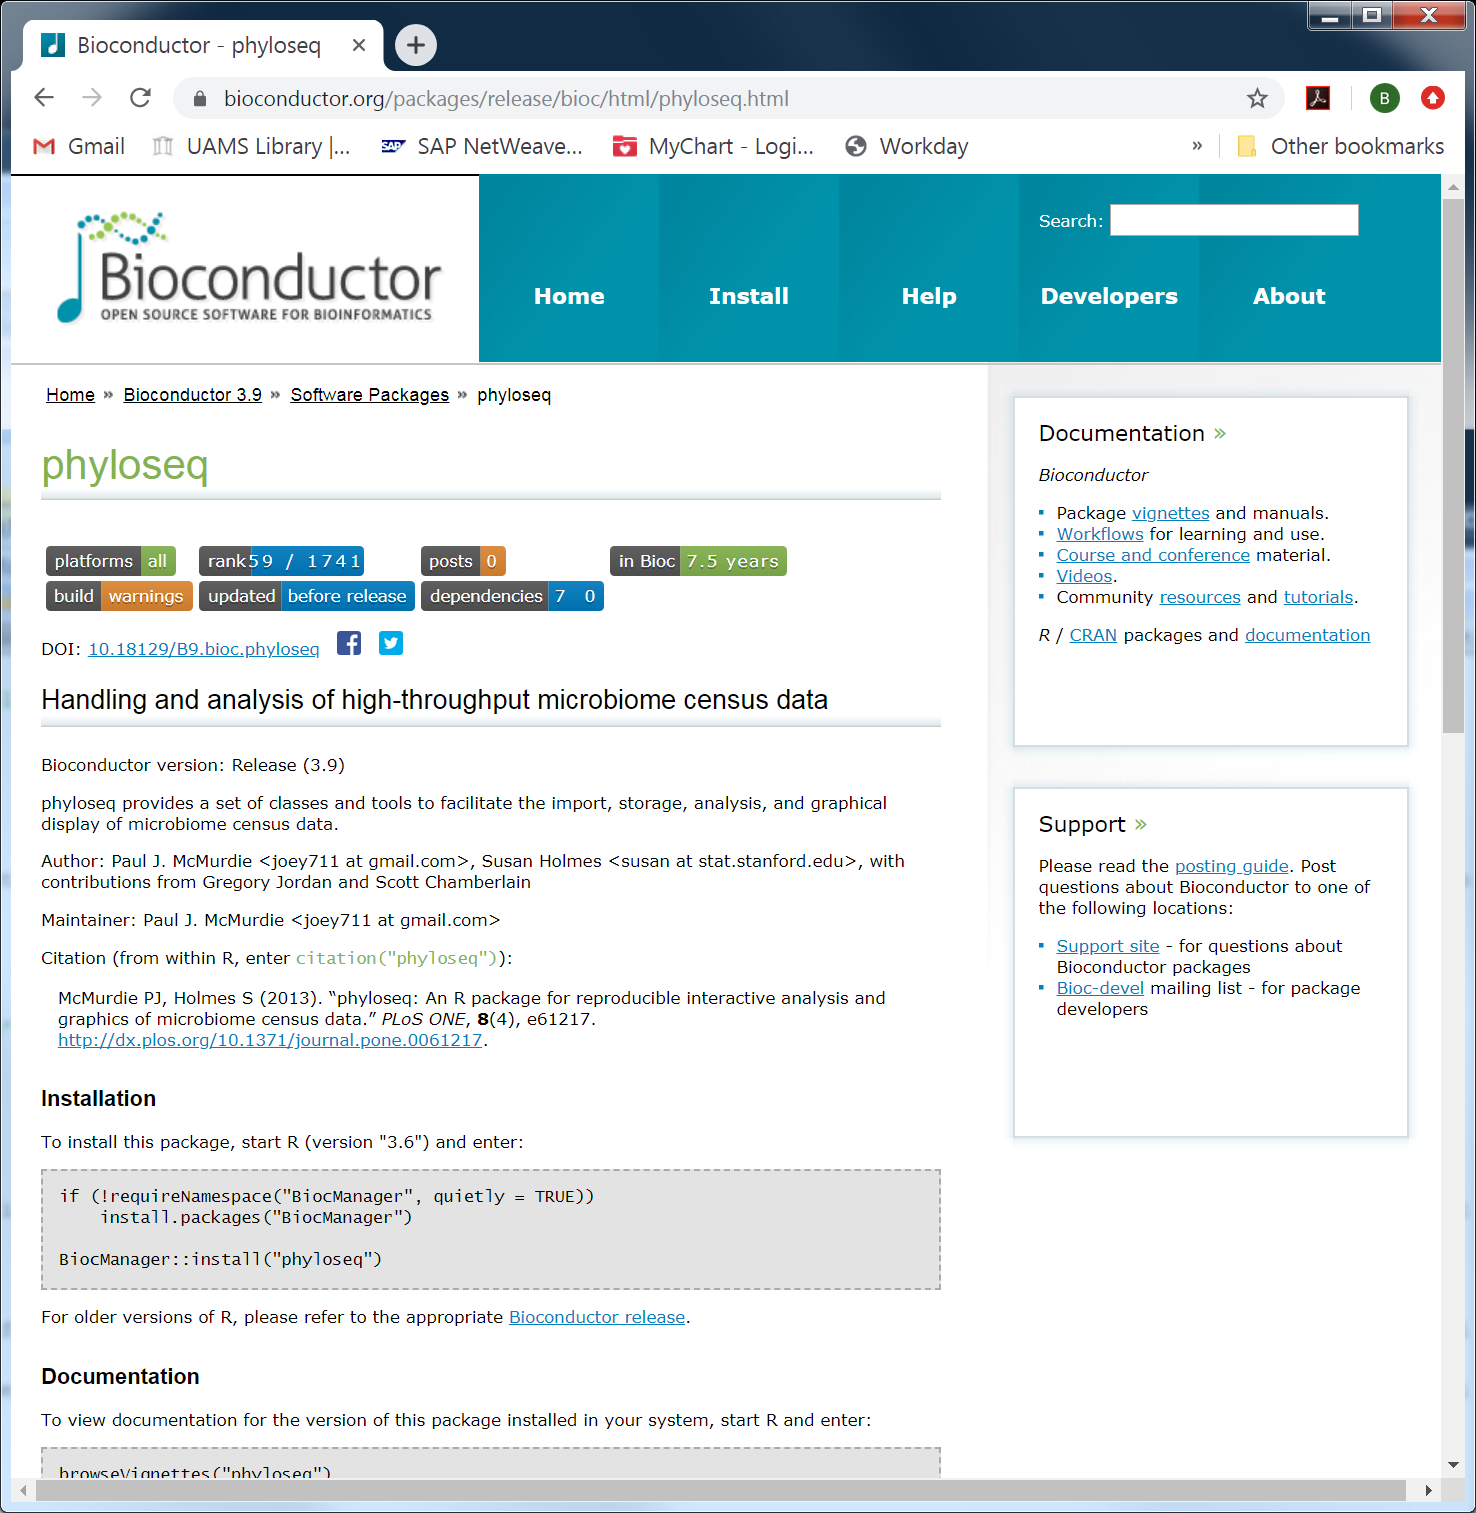 Bioconductor - phyloseq
bioconductor.org/packages/release/bioc/html/phyloseq.html
B
Gmail
UAMS Library |...
SAP
SAP NetWeave...
MyChart - Logi...
Workday
»
Other bookmarks
Bioconductor
OPEN SOURCE SOFTWARE FOR BIOINFORMATICS
Search:
Home
Install
Help
Developers
About
Home » Bioconductor 3.9 » Software Packages » phyloseq
phyloseq
platforms all
rank 59 / 1741
posts 0
in Bioc 7.5 years
build warnings
updated before release
dependencies 7 0
DOI: 10.18129/B9.bioc.phyloseq
Handling and analysis of high-throughput microbiome census data
Bioconductor version: Release (3.9)
phyloseq provides a set of classes and tools to facilitate the import, storage, analysis, and graphical
display of microbiome census data.
Author: Paul J. McMurdie <joey711 at gmail.com>, Susan Holmes <susan at stat.stanford.edu>, with
contributions from Gregory Jordan and Scott Chamberlain
Maintainer: Paul J. McMurdie <joey711 at gmail.com>
Citation (from within R, enter citation("phyloseq")):
McMurdie PJ, Holmes S (2013). “phyloseq: An R package for reproducible interactive analysis and
graphics of microbiome census data.” PLoS ONE, 8(4), e61217.
http://dx.plos.org/10.1371/journal.pone.0061217.
Installation
To install this package, start R (version "3.6") and enter:
if (!requireNamespace("BiocManager", quietly = TRUE))
    install.packages("BiocManager")
BiocManager::install("phyloseq")
For older versions of R, please refer to the appropriate Bioconductor release.
Documentation
To view documentation for the version of this package installed in your system, start R and enter:
browseVignettes("phyloseq")
Documentation »
Bioconductor
Package vignettes and manuals.
Workflows for learning and use.
Course and conference material.
Videos.
Community resources and tutorials.
R / CRAN packages and documentation
Support »
Please read the posting guide. Post
questions about Bioconductor to one of
the following locations:
Support site - for questions about
Bioconductor packages
Bioc-devel mailing list - for package
developers